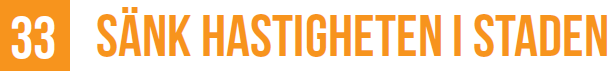 33 SÄNK HASTIGHETEN I STADEN